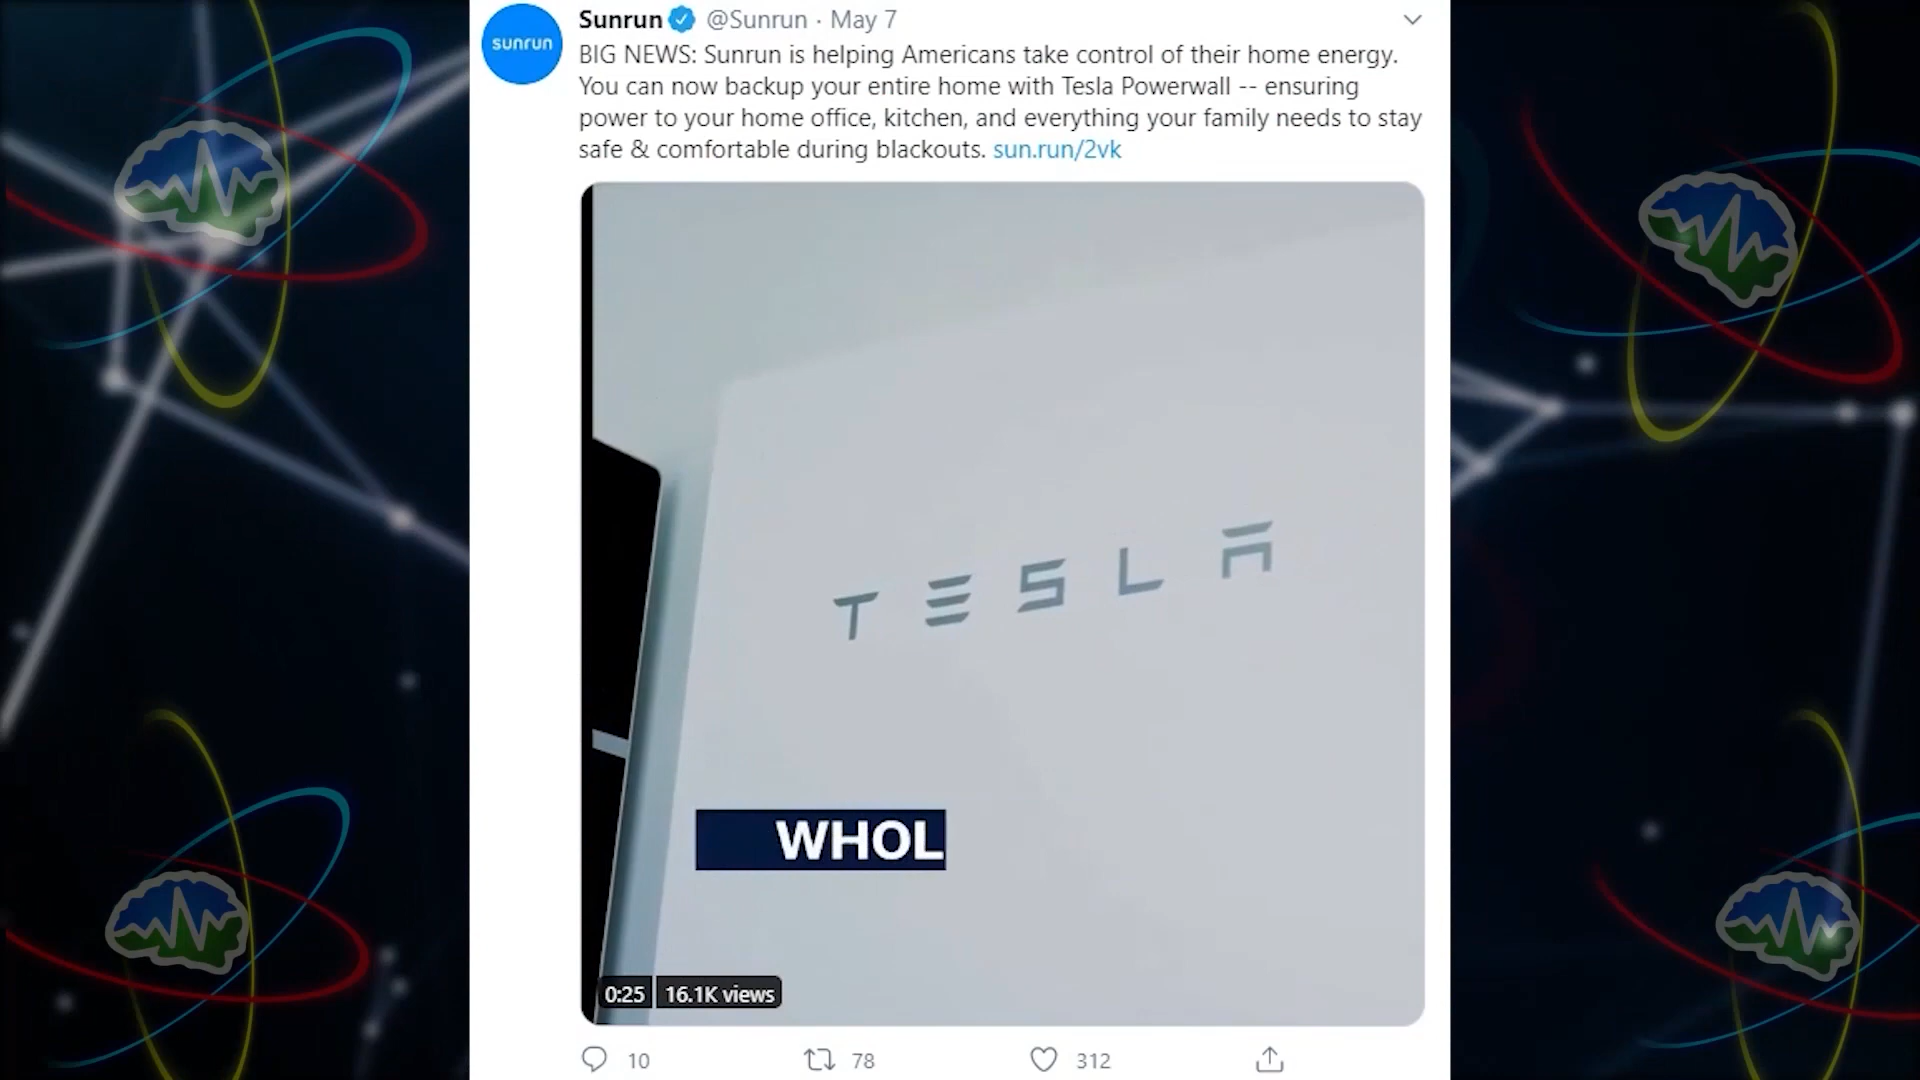 sunrun
Sunrun @Sunrun · May 7
BIG NEWS: Sunrun is helping Americans take control of their home energy.
You can now backup your entire home with Tesla Powerwall -- ensuring
power to your home office, kitchen, and everything your family needs to stay
safe & comfortable during blackouts. sun.run/2vk
TESLA
WHOL
0:25 16.1K views
10 78 312